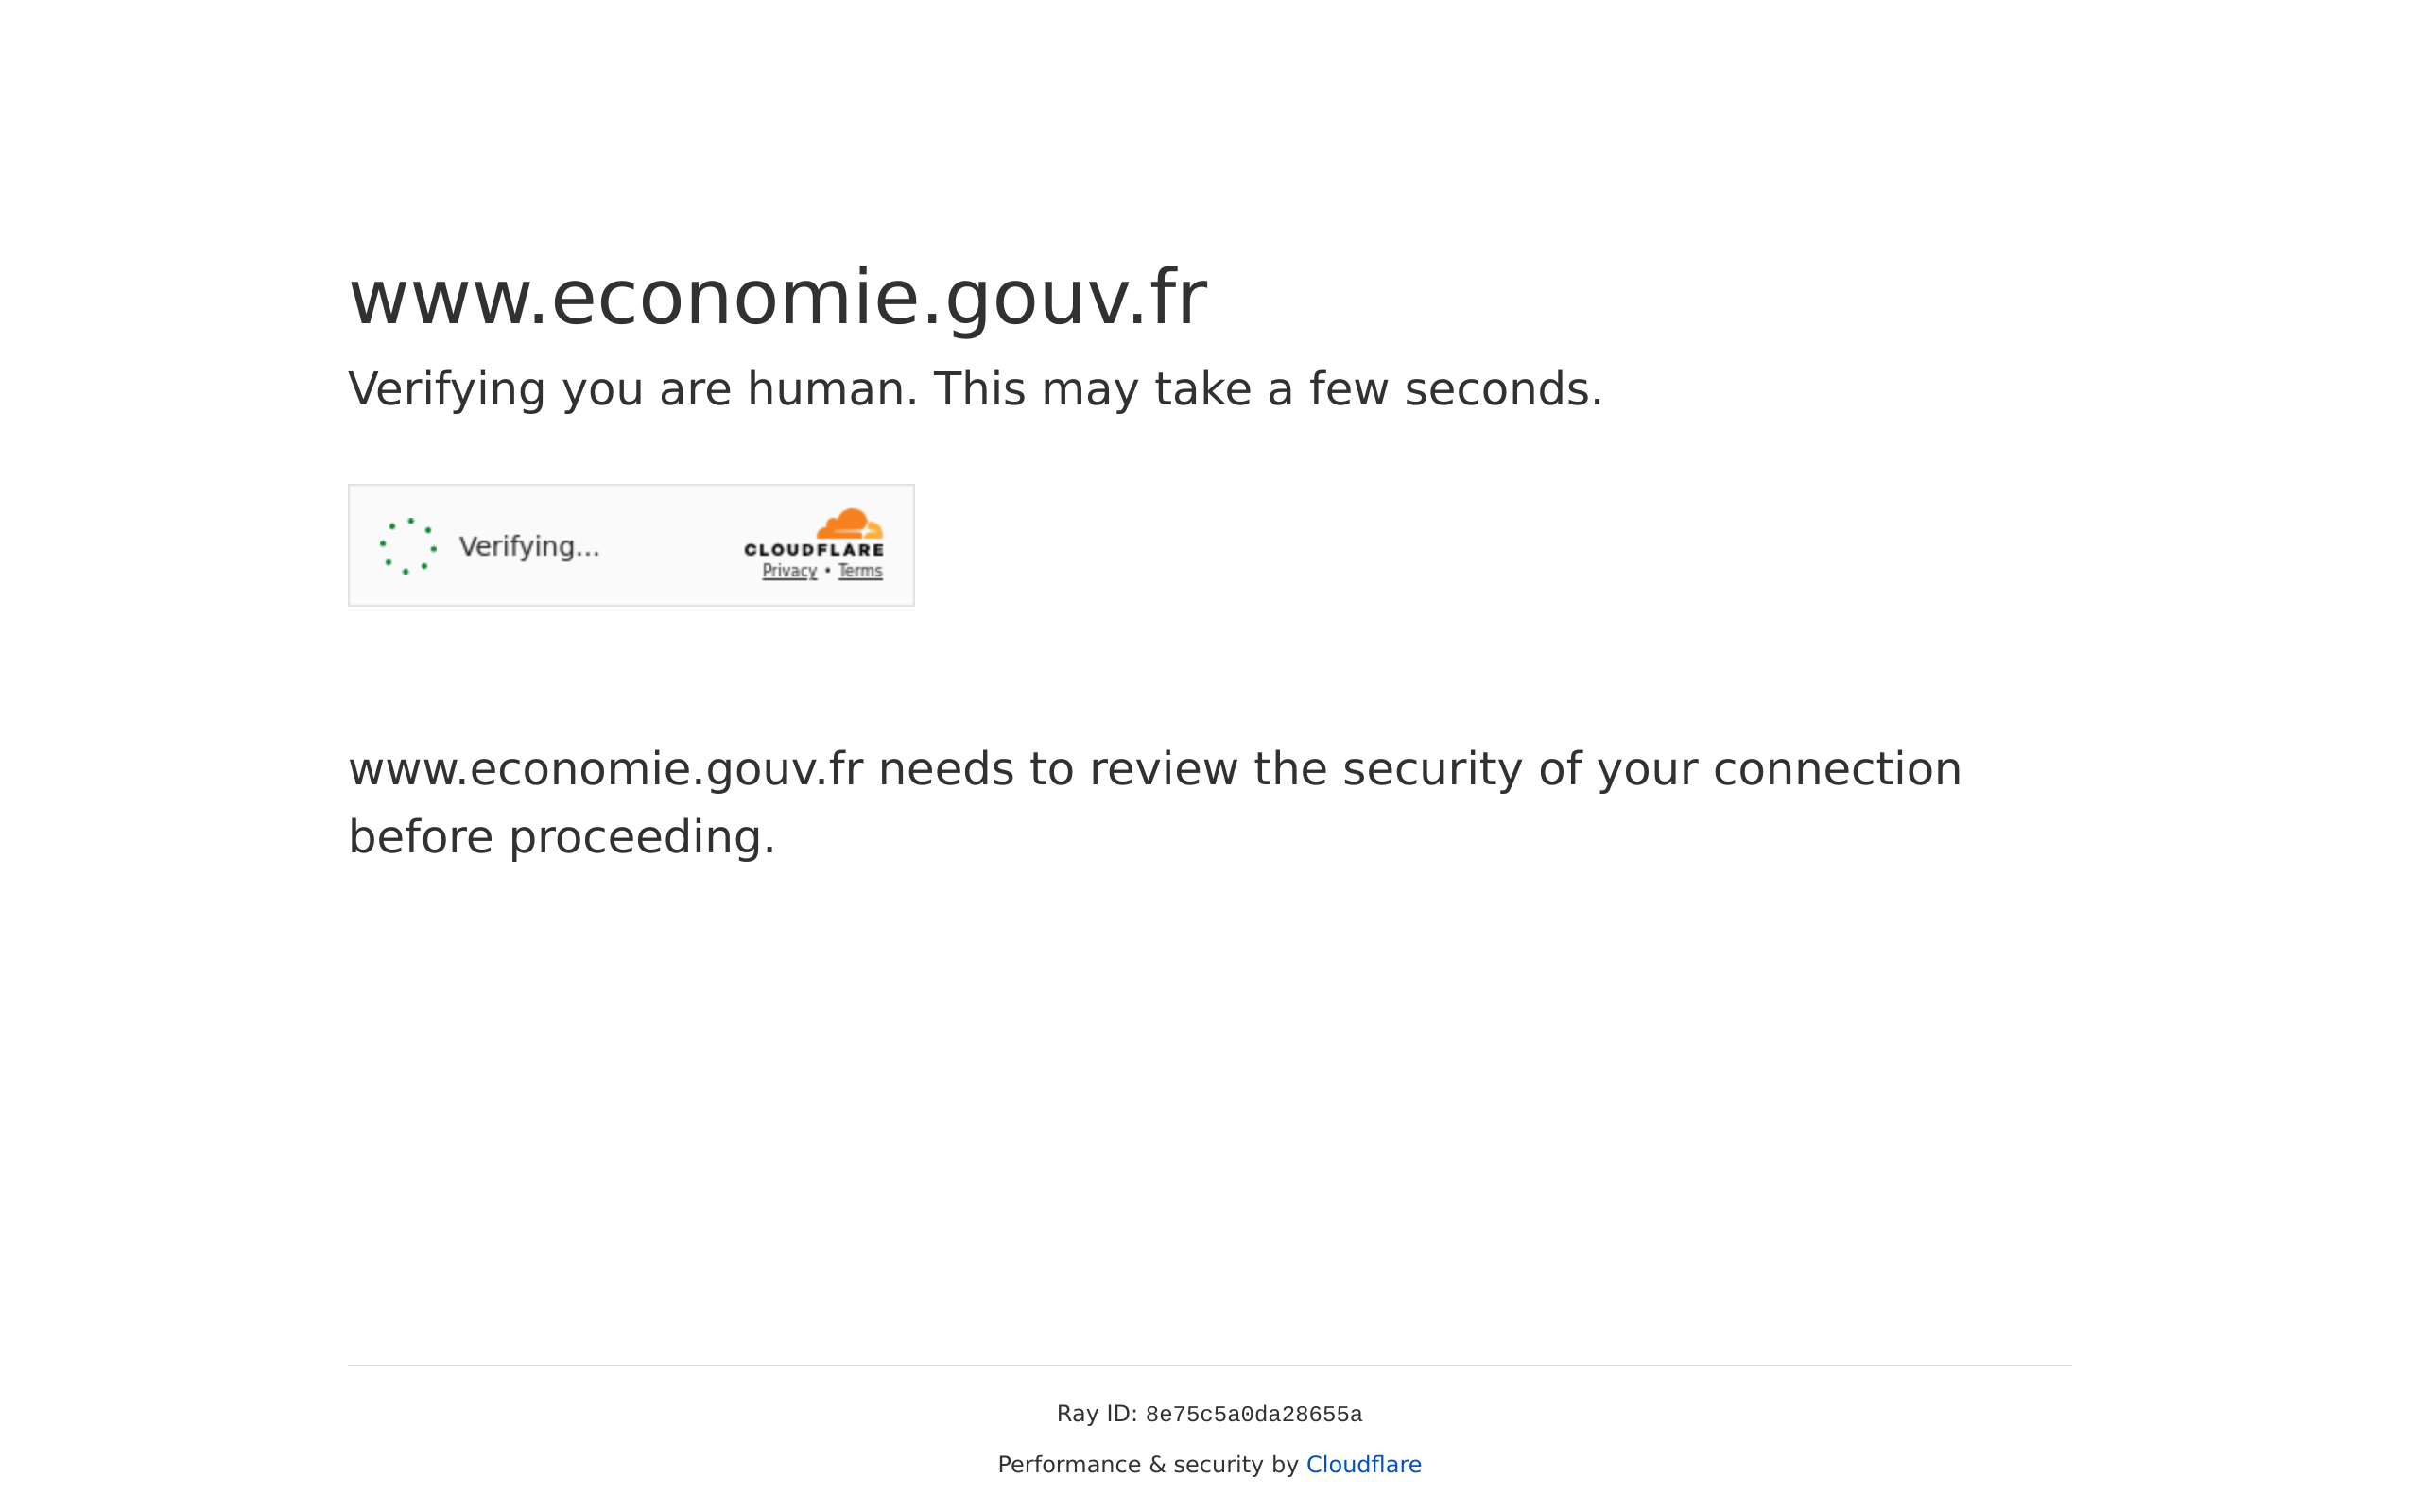 www.economie.gouv.fr
Verifying you are human. This may take a few seconds.
Verifying...
CLOUDFLARE
Privacy • Terms
www.economie.gouv.fr needs to review the security of your connection
before proceeding.
Ray ID: 8e75c5a0da28655a
Performance & security by Cloudflare